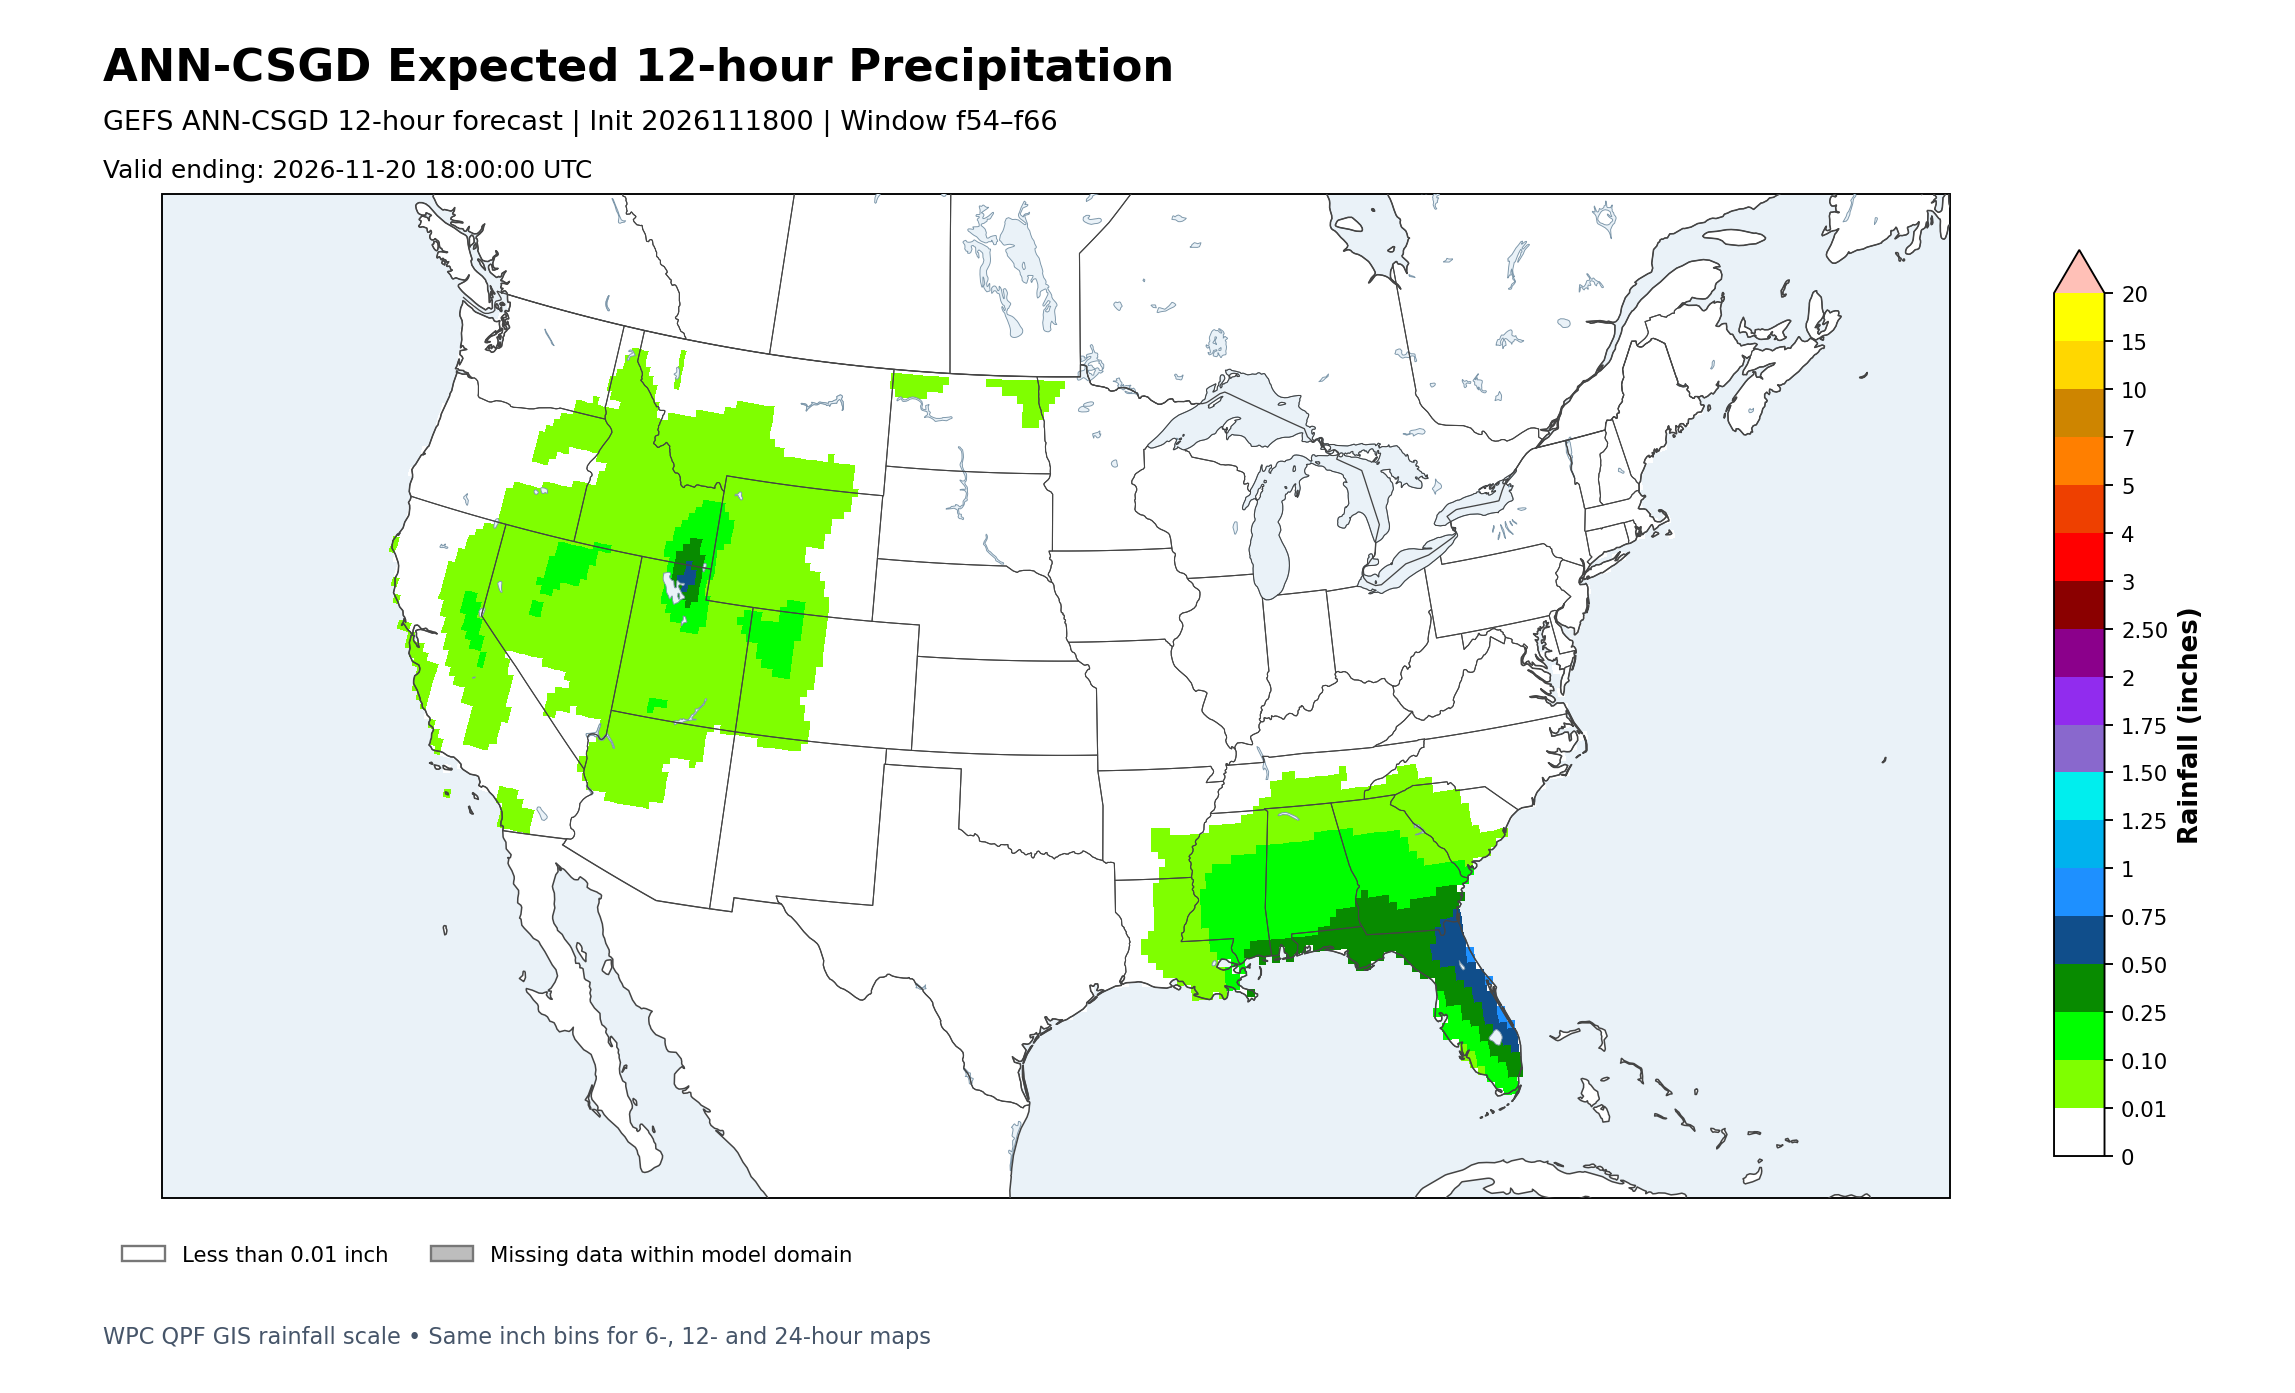 ANN-CSGD Expected 12-hour Precipitation
GEFS ANN-CSGD 12-hour forecast | Init 2026111800 | Window f54–f66
Valid ending: 2026-11-20 18:00:00 UTC
20
15
10
7
5
4
3
2.50
2
1.75
1.50
1.25
1
0.75
0.50
0.25
0.10
0.01
0
Rainfall (inches)
Less than 0.01 inch
Missing data within model domain
WPC QPF GIS rainfall scale • Same inch bins for 6-, 12- and 24-hour maps